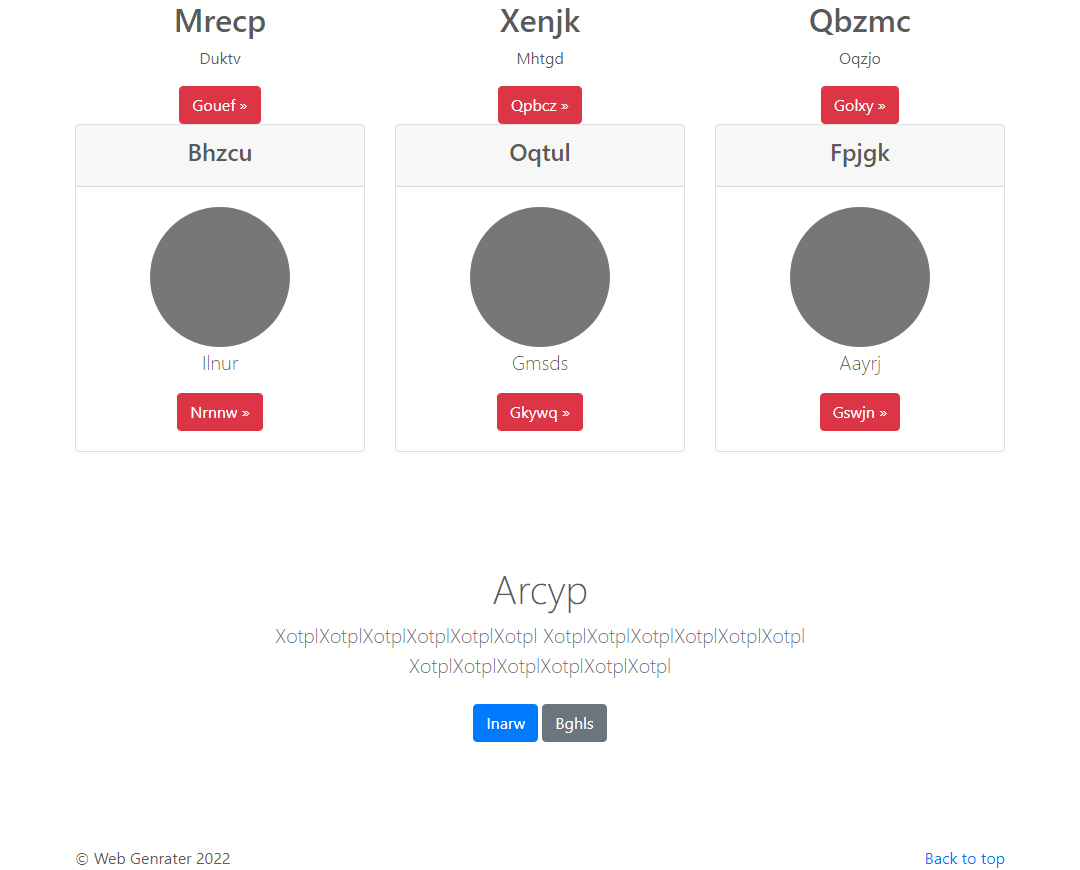 Mrecp Xenjk Qbzmc
Duktv Mhtgd Oqzjo
Gouef » Qpbcz » Golxy »
Bhzcu Oqtul Fpjgk
Ilnur Gmsds Aayrj
Nrnnw » Gkywq » Gswjn »
Arcyp
XotplXotplXotplXotplXotplXotpl XotplXotplXotplXotplXotplXotpl
XotplXotplXotplXotplXotplXotpl
Inarw Bghls
© Web Genrater 2022 Back to top